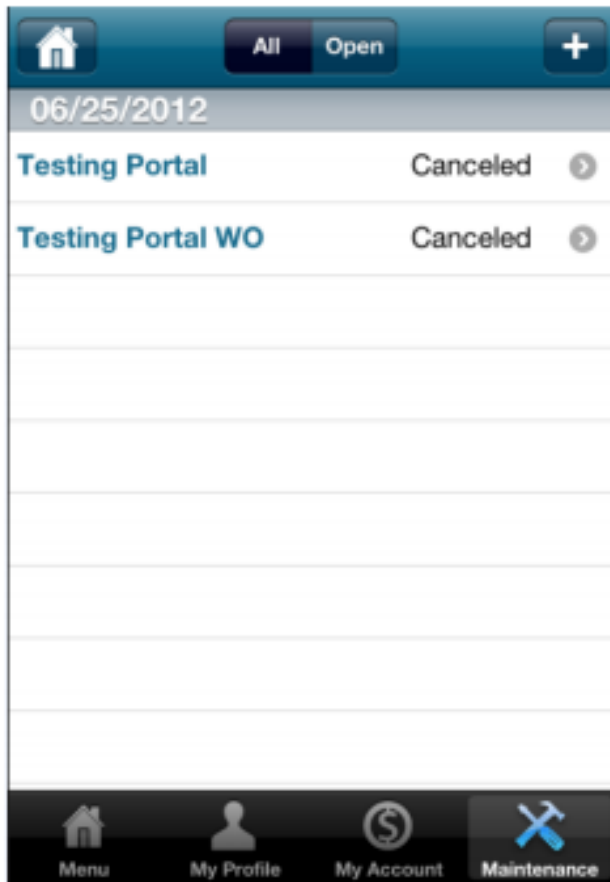 All Open
06/25/2012
Testing Portal Canceled
Testing Portal WO Canceled
Menu My Profile My Account Maintenance